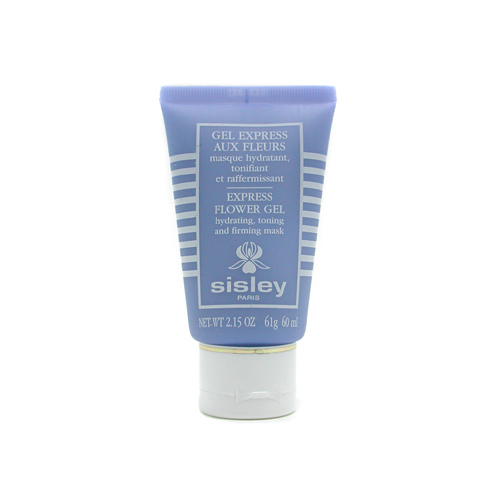 GEL EXPRESS
AUX FLEURS
masque hydratant,
tonifiant
et raffermissant
EXPRESS
FLOWER GEL
hydrating, toning
and firming mask
sisley
PARIS
NET-WT 2.15 OZ 61g 60 ml